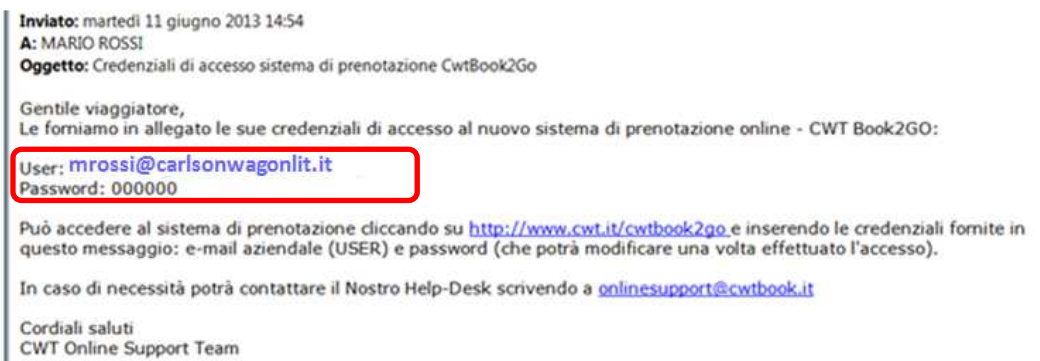 Inviato: martedì 11 giugno 2013 14:54
A: MARIO ROSSI
Oggetto: Credenziali di accesso sistema di prenotazione CwtBook2Go
Gentile viaggiatore,
Le forniamo in allegato le sue credenziali di accesso al nuovo sistema di prenotazione online - CWT Book2GO:
User: mrossi@carlsonwagonlit.it
Password: 000000
Può accedere al sistema di prenotazione cliccando su http://www.cwt.it/cwtbook2go e inserendo le credenziali fornite in
questo messaggio: e-mail aziendale (USER) e password (che potrà modificare una volta effettuato l'accesso).
In caso di necessità potrà contattare il Nostro Help-Desk scrivendo a onlinesupport@cwtbook.it
Cordiali saluti
CWT Online Support Team